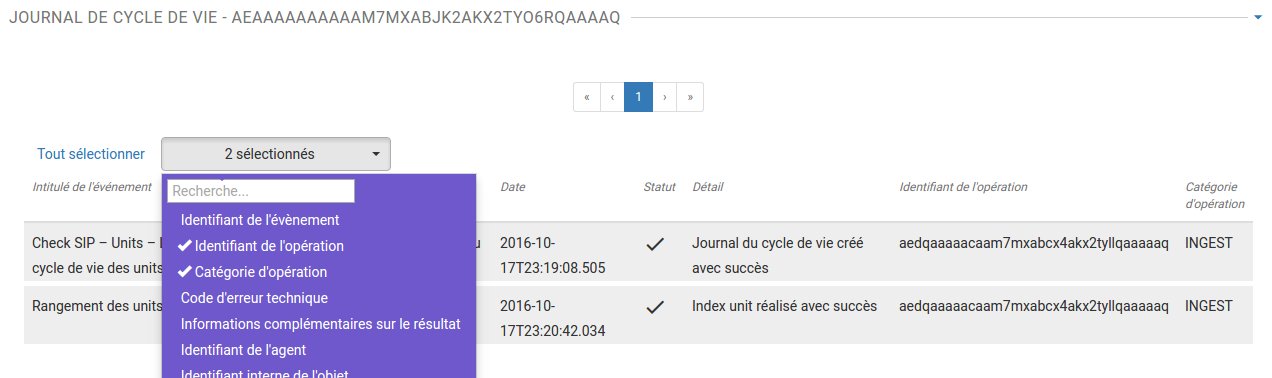 JOURNAL DE CYCLE DE VIE - AEAAAAAAAAAAM7MXABJK2AKX2TYO6RQAAAAQ
« ‹ 1 › »
Tout sélectionner 2 sélectionnés
Intitulé de l'événement Date Statut Détail Identifiant de l'opération Catégorie d'opération
Recherche...
Identifiant de l'évènement
Identifiant de l'opération
Catégorie d'opération
Code d'erreur technique
Informations complémentaires sur le résultat
Identifiant de l'agent
Identifiant interne de l'objet
Check SIP – Units –
cycle de vie des units
2016-10-
17T23:19:08.505
Journal du cycle de vie créé
avec succès
aedqaaaaacaam7mxabcx4akx2tyllqaaaaaq INGEST
Rangement des units
2016-10-
17T23:20:42.034
Index unit réalisé avec succès
aedqaaaaacaam7mxabcx4akx2tyllqaaaaaq INGEST